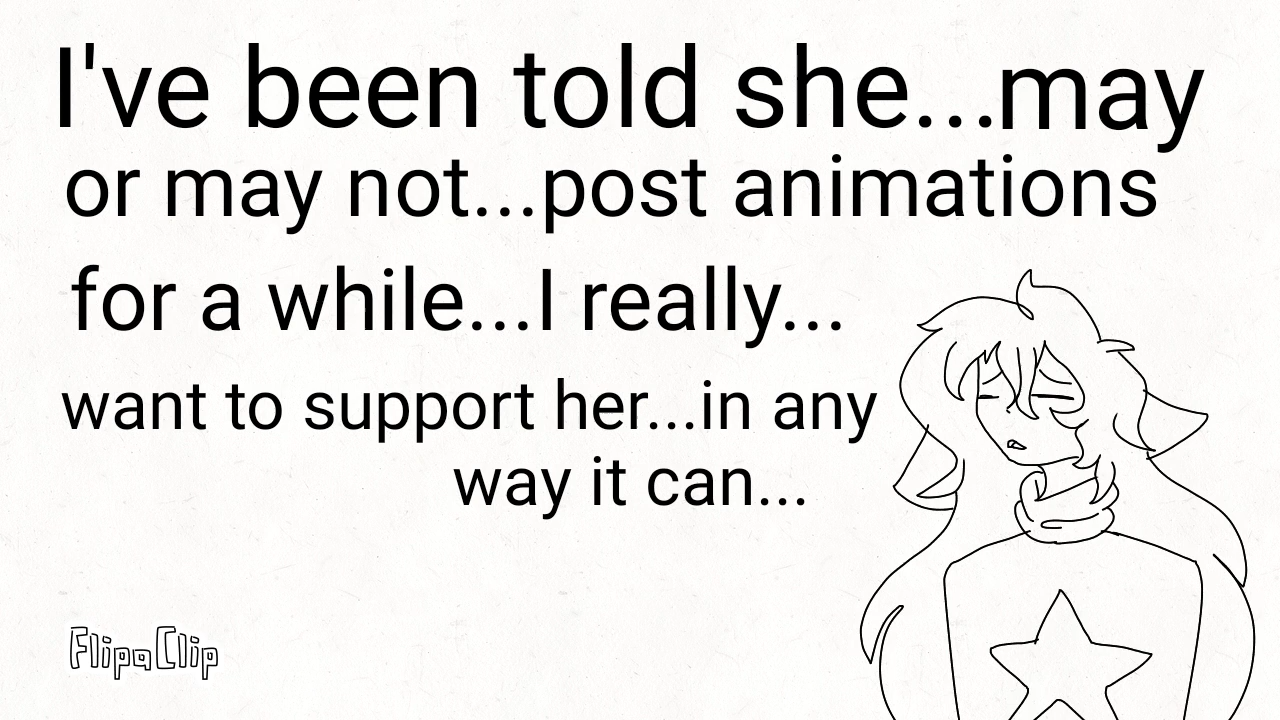 I've been told she...may
or may not...post animations
for a while...I really...
want to support her...in any
way it can...
FlipaClip